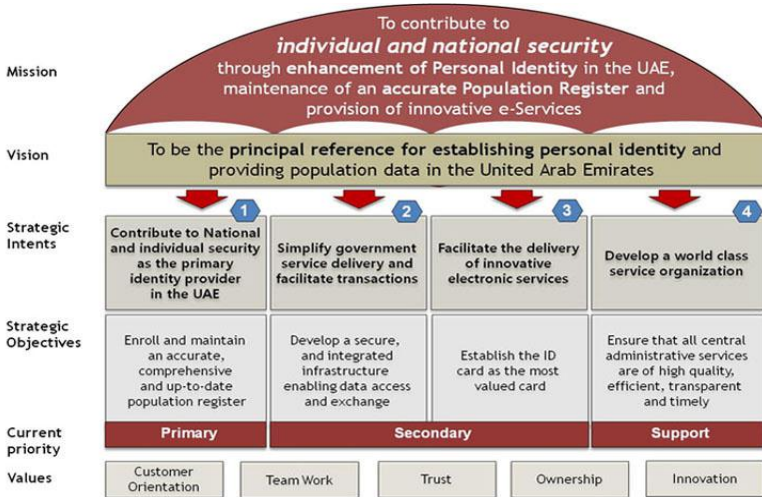 To contribute to
individual and national security
through enhancement of Personal Identity in the UAE,
maintenance of an accurate Population Register and
provision of innovative e-Services
Mission
Vision
To be the principal reference for establishing personal identity and
providing population data in the United Arab Emirates
1
2
3
4
Strategic
Intents
Contribute to National
and individual security
as the primary
identity provider
in the UAE
Simplify government
service delivery and
facilitate transactions
Facilitate the delivery
of innovative
electronic services
Develop a world class
service organization
Strategic
Objectives
Enroll and maintain
an accurate,
comprehensive
and up-to-date
population register
Develop a secure,
and integrated
infrastructure
enabling data access
and exchange
Establish the ID
card as the most
valued card
Ensure that all central
administrative services
are of high quality,
efficient, transparent
and timely
Current
priority
Primary
Secondary
Support
Values
Customer
Orientation
Team Work
Trust
Ownership
Innovation